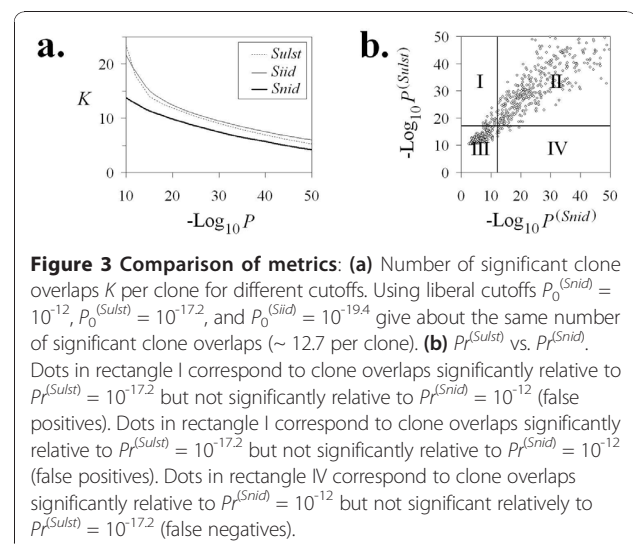 a.
20
10
0
K
10 20 30 40 50
-Log10 P
Sulst
Siid
Snid
b.
50
40
30
20
10
0
-Log10 P(Sulst)
I
II
III
IV
0 10 20 30 40 50
-Log10 P(Snid)
Figure 3 Comparison of metrics: (a) Number of significant clone
overlaps K per clone for different cutoffs. Using liberal cutoffs P0(Snid) =
10-12, P0(Sulst) = 10-17.2, and P0(Siid) = 10-19.4 give about the same number
of significant clone overlaps (~ 12.7 per clone). (b) Pr(Sulst) vs. Pr(Snid).
Dots in rectangle I correspond to clone overlaps significantly relative to
Pr(Sulst) = 10-17.2 but not significantly relative to Pr(Snid) = 10-12 (false
positives). Dots in rectangle I correspond to clone overlaps significantly
relative to Pr(Sulst) = 10-17.2 but not significantly relative to Pr(Snid) = 10-12
(false positives). Dots in rectangle IV correspond to clone overlaps
significantly relative to Pr(Snid) = 10-12 but not significant relatively to
Pr(Sulst) = 10-17.2 (false negatives).